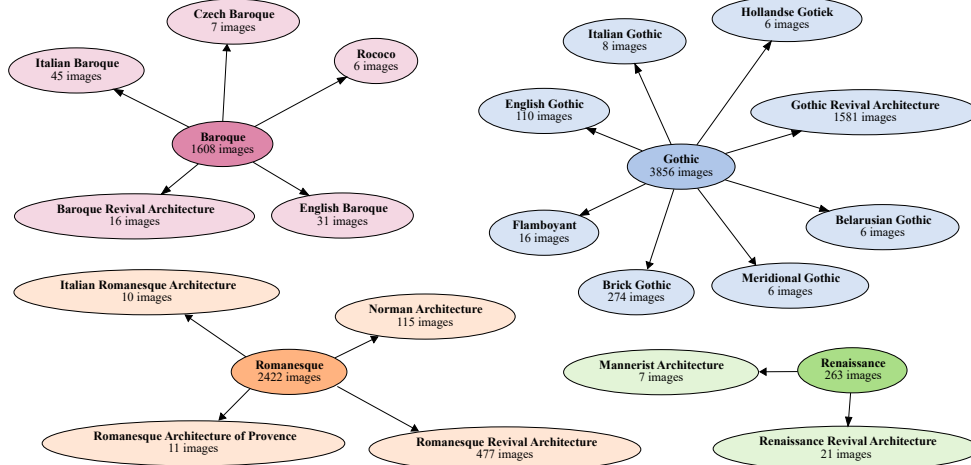 Czech Baroque
7 images
Italian Baroque
45 images
Rococo
6 images
Baroque
1608 images
Baroque Revival Architecture
16 images
English Baroque
31 images
Hollandse Gotiek
6 images
Italian Gothic
8 images
English Gothic
110 images
Gothic Revival Architecture
1581 images
Gothic
3856 images
Flamboyant
16 images
Belarusian Gothic
6 images
Brick Gothic
274 images
Meridional Gothic
6 images
Italian Romanesque Architecture
10 images
Norman Architecture
115 images
Romanesque
2422 images
Romanesque Architecture of Provence
11 images
Romanesque Revival Architecture
477 images
Mannerist Architecture
7 images
Renaissance
263 images
Renaissance Revival Architecture
21 images